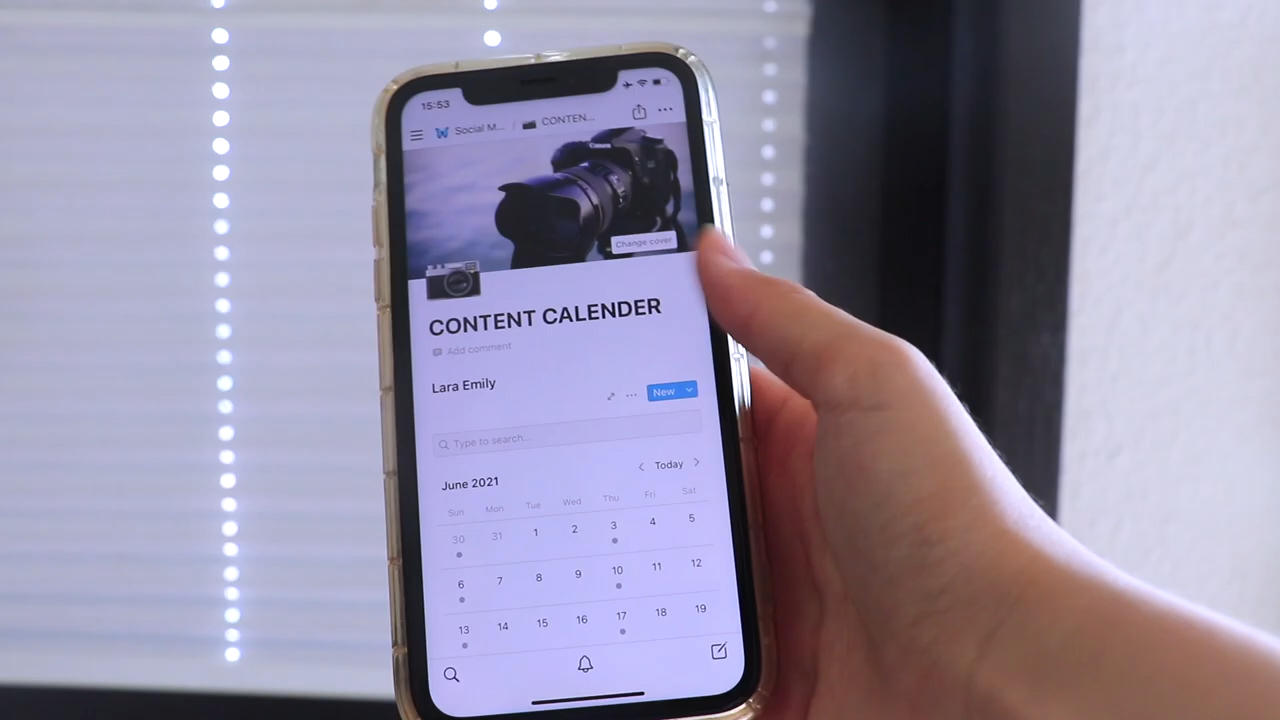 15:53
Social M... / CONTEN...
Change cover
CONTENT CALENDER
Add comment
Lara Emily
New
Type to search...
June 2021 Today
Sun Mon Tue Wed Thu Fri Sat
30 31 1 2 3 4 5
6 7 8 9 10 11 12
13 14 15 16 17 18 19